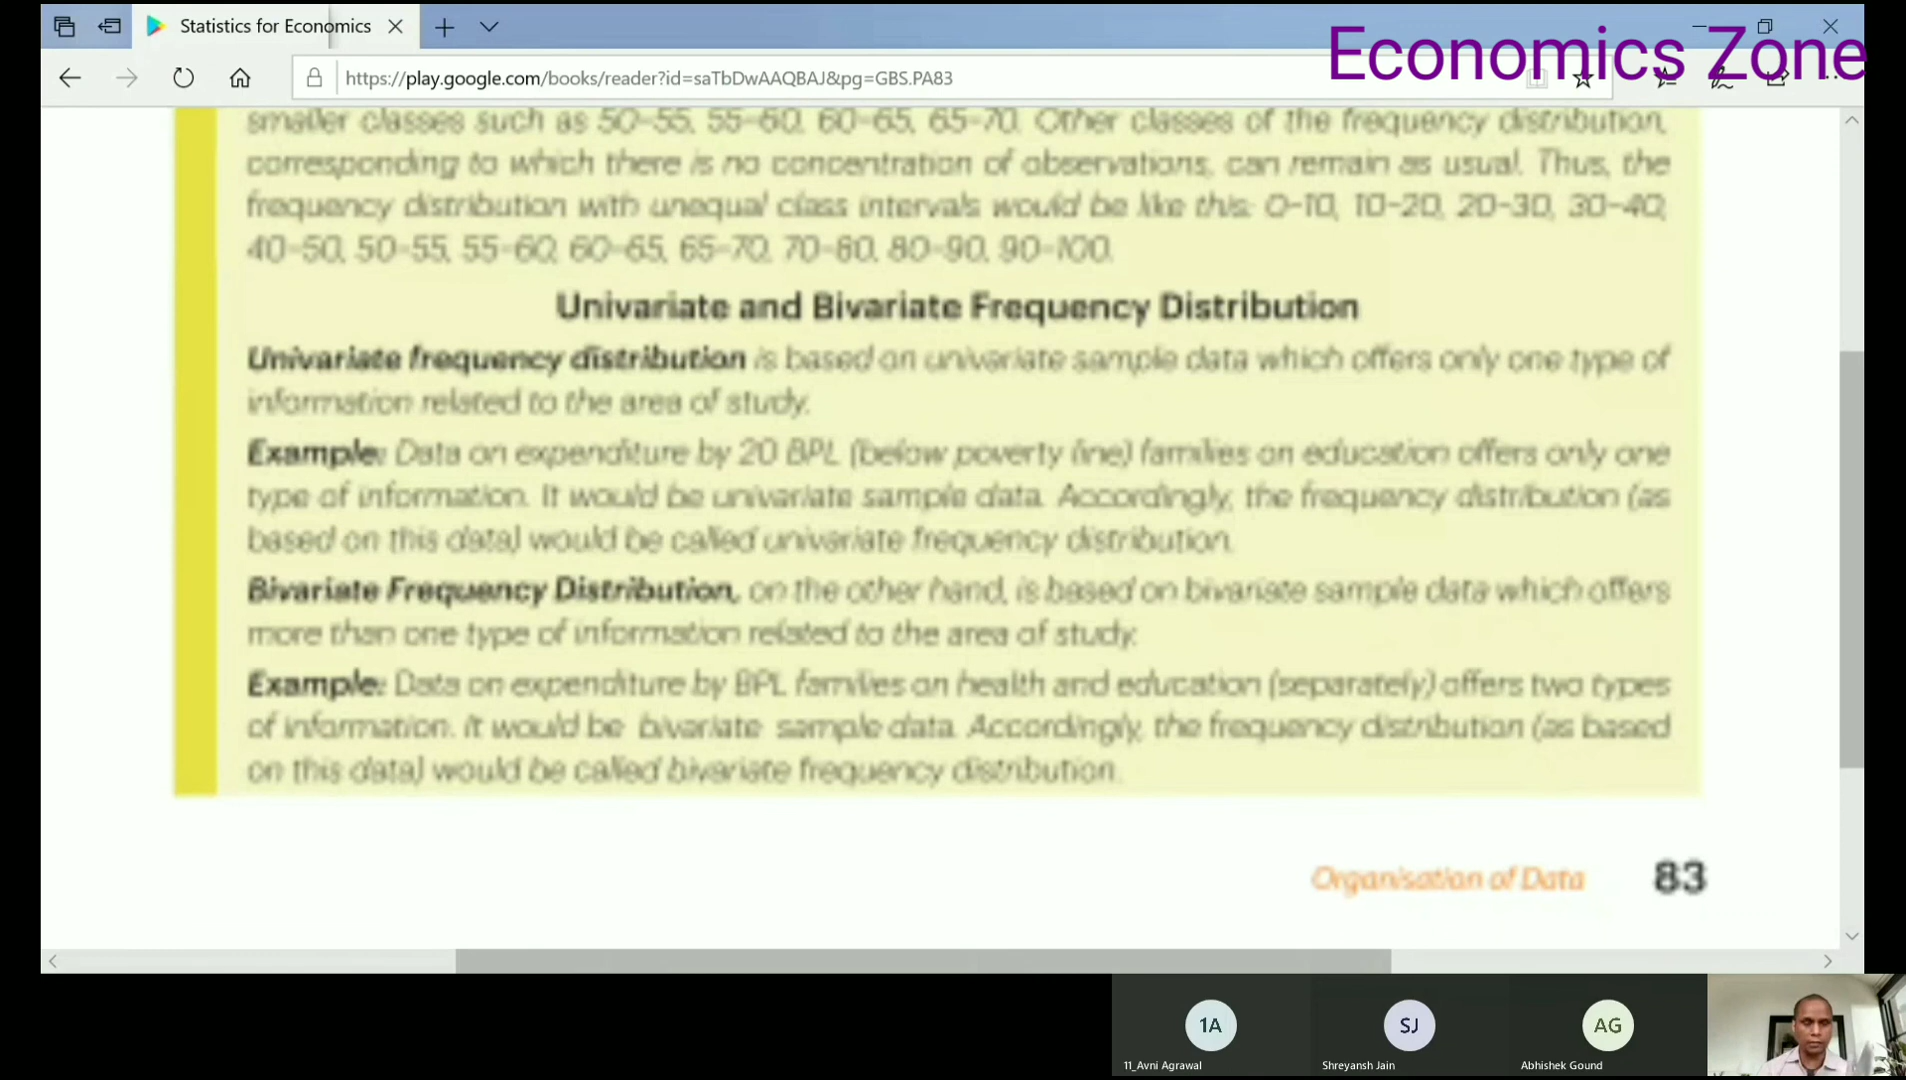 Statistics for Economics
Economics Zone
https://play.google.com/books/reader?id=saTbDwAAQBAJ&pg=GBS.PA83
smaller classes such as 50–55, 55–60, 60–65, 65–70. Other classes of the frequency distribution,
corresponding to which there is no concentration of observations, can remain as usual. Thus, the
frequency distribution with unequal class intervals would be like this: 0–10, 10–20, 20–30, 30–40,
40–50, 50–55, 55–60, 60–65, 65–70, 70–80, 80–90, 90–100.
Univariate and Bivariate Frequency Distribution
Univariate frequency distribution is based on univariate sample data which offers only one type of
information related to the area of study.
Example: Data on expenditure by 20 BPL (below poverty line) families on education offers only one
type of information. It would be univariate sample data. Accordingly, the frequency distribution (as
based on this data) would be called univariate frequency distribution.
Bivariate Frequency Distribution, on the other hand, is based on bivariate sample data which offers
more than one type of information related to the area of study.
Example: Data on expenditure by BPL families on health and education (separately) offers two types
of information. It would be bivariate sample data. Accordingly, the frequency distribution (as based
on this data) would be called bivariate frequency distribution.
Organisation of Data 83
1A
SJ
AG
11_Avni Agrawal
Shreyansh Jain
Abhishek Gound